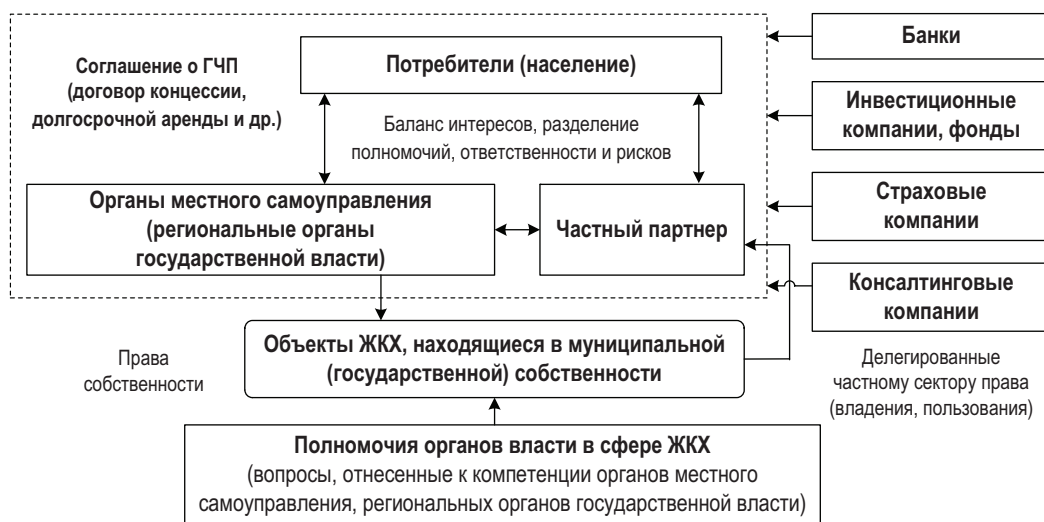 Соглашение о ГЧП
(договор концессии,
долгосрочной аренды и др.)
Потребители (население)
Баланс интересов, разделение
полномочий, ответственности и рисков
Органы местного самоуправления
(региональные органы
государственной власти)
Частный партнер
Банки
Инвестиционные
компании, фонды
Страховые
компании
Консалтинговые
компании
Права
собственности
Объекты ЖКХ, находящиеся в муниципальной
(государственной) собственности
Делегированные
частному сектору права
(владения, пользования)
Полномочия органов власти в сфере ЖКХ
(вопросы, отнесенные к компетенции органов местного
самоуправления, региональных органов государственной власти)